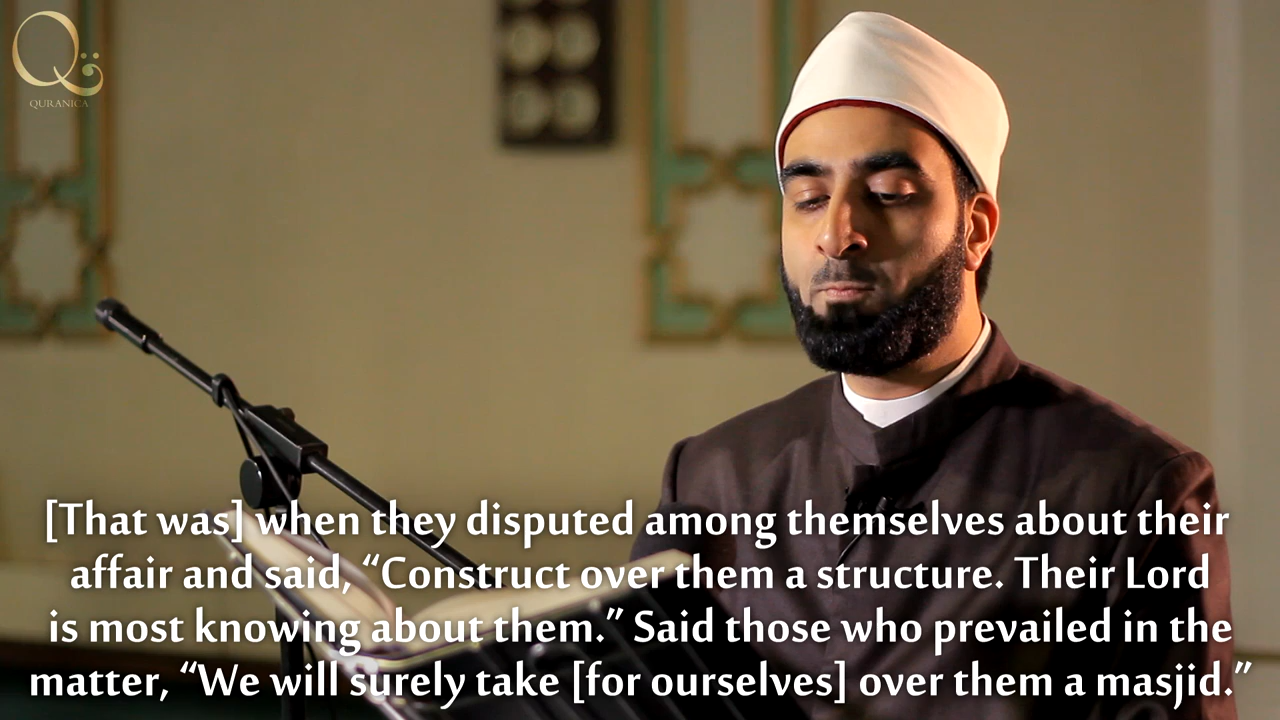 QURANICA
[That was] when they disputed among themselves about their
affair and said, “Construct over them a structure. Their Lord
is most knowing about them.” Said those who prevailed in the
matter, “We will surely take [for ourselves] over them a masjid.”